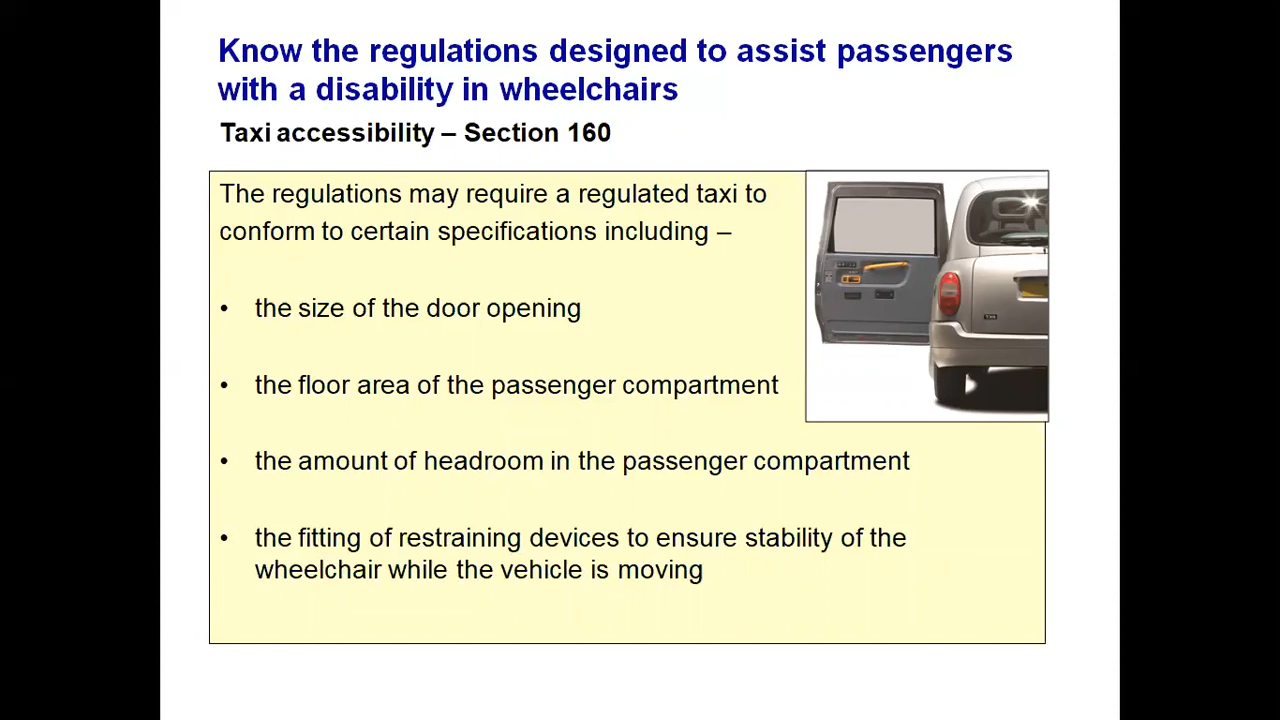 Know the regulations designed to assist passengers
with a disability in wheelchairs
Taxi accessibility – Section 160
The regulations may require a regulated taxi to
conform to certain specifications including –
• the size of the door opening
• the floor area of the passenger compartment
• the amount of headroom in the passenger compartment
• the fitting of restraining devices to ensure stability of the
wheelchair while the vehicle is moving